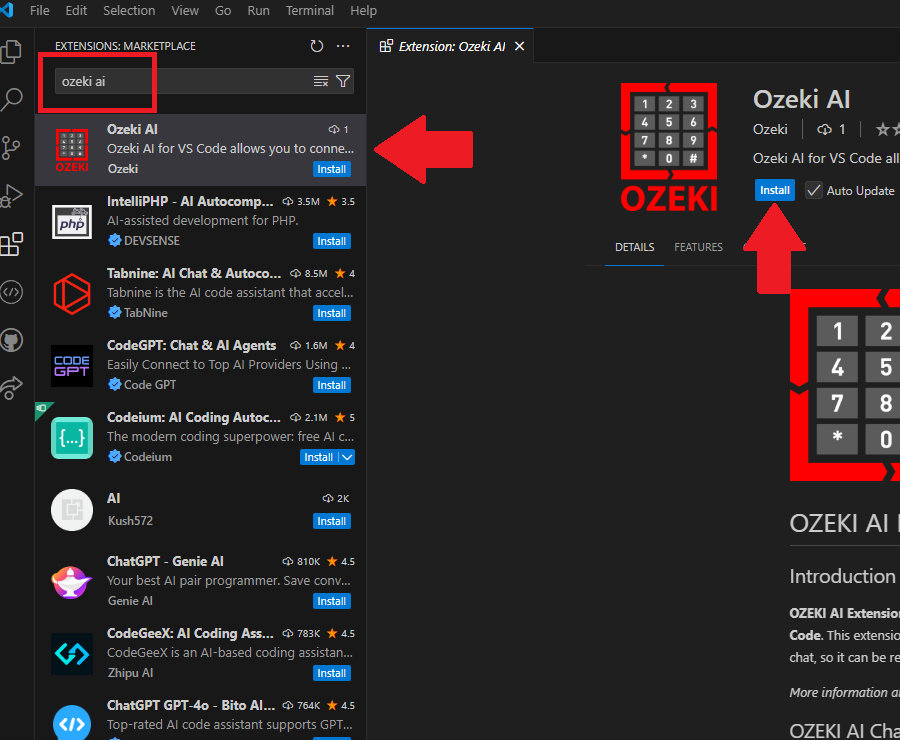 File Edit Selection View Go Run Terminal Help
EXTENSIONS: MARKETPLACE
ozeki ai
Ozeki AI 1
Ozeki AI for VS Code allows you to conne...
Ozeki Install
OZEKI
IntelliPHP - AI Autocomp... 3.5M 3.5
AI-assisted development for PHP.
DEVSENSE Install
php
Tabnine: AI Chat & Autoco... 8.5M 4
Tabnine is the AI code assistant that accel...
TabNine Install
CodeGPT: Chat & AI Agents 1.6M 4
Easily Connect to Top AI Providers Using ...
Code GPT Install
CODE
GPT
Codeium: AI Coding Autoc... 2.1M 5
The modern coding superpower: free AI c...
Codeium Install
{...}
AI 2K
Kush572 Install
ChatGPT - Genie AI 810K 4.5
Your best AI pair programmer. Save conv...
Genie AI Install
CodeGeeX: AI Coding Ass... 783K 4.5
CodeGeeX is an AI-based coding assistan...
Zhipu AI Install
ChatGPT GPT-4o - Bito AI... 764K 4.5
Top-rated AI code assistant supports GPT...
Extension: Ozeki AI
1 2 3
4 5 6
7 8 9
* 0 #
OZEKI
Ozeki AI
Ozeki 1
Ozeki AI for VS Code all
Install Auto Update
DETAILS FEATURES
1 2
4 5
7 8
* 0
OZEKI AI
Introduction
OZEKI AI Extensio
Code. This extensio
chat, so it can be re
More information a
OZEKI AI Cha